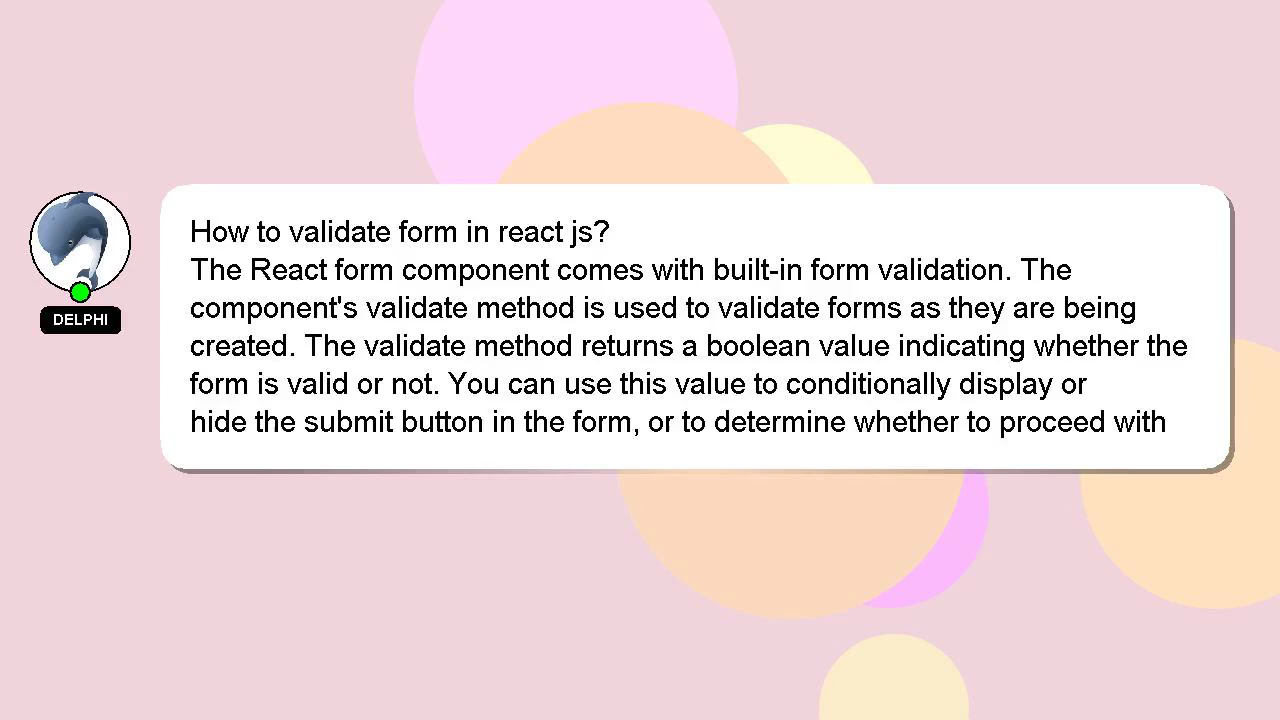 How to validate form in react js?
The React form component comes with built-in form validation. The
component's validate method is used to validate forms as they are being
created. The validate method returns a boolean value indicating whether the
form is valid or not. You can use this value to conditionally display or
hide the submit button in the form, or to determine whether to proceed with
DELPHI